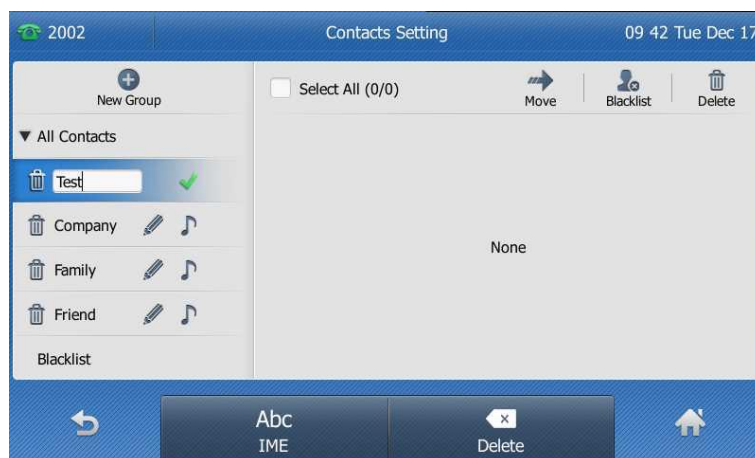 2002 Contacts Setting 09 42 Tue Dec 17
New Group
Select All (0/0) Move Blacklist Delete
All Contacts
Test
Company
None
Family
Friend
Blacklist
Abc Delete
IME